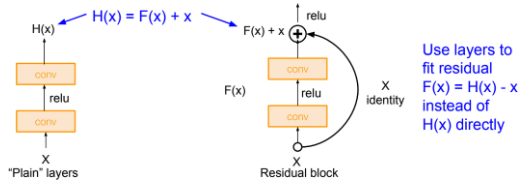 H(x)
H(x) = F(x) + x
conv
relu
conv
X
"Plain" layers
relu
F(x) + x
conv
F(x)
relu
conv
X
identity
X
Residual block
Use layers to
fit residual
F(x) = H(x) - x
instead of
H(x) directly